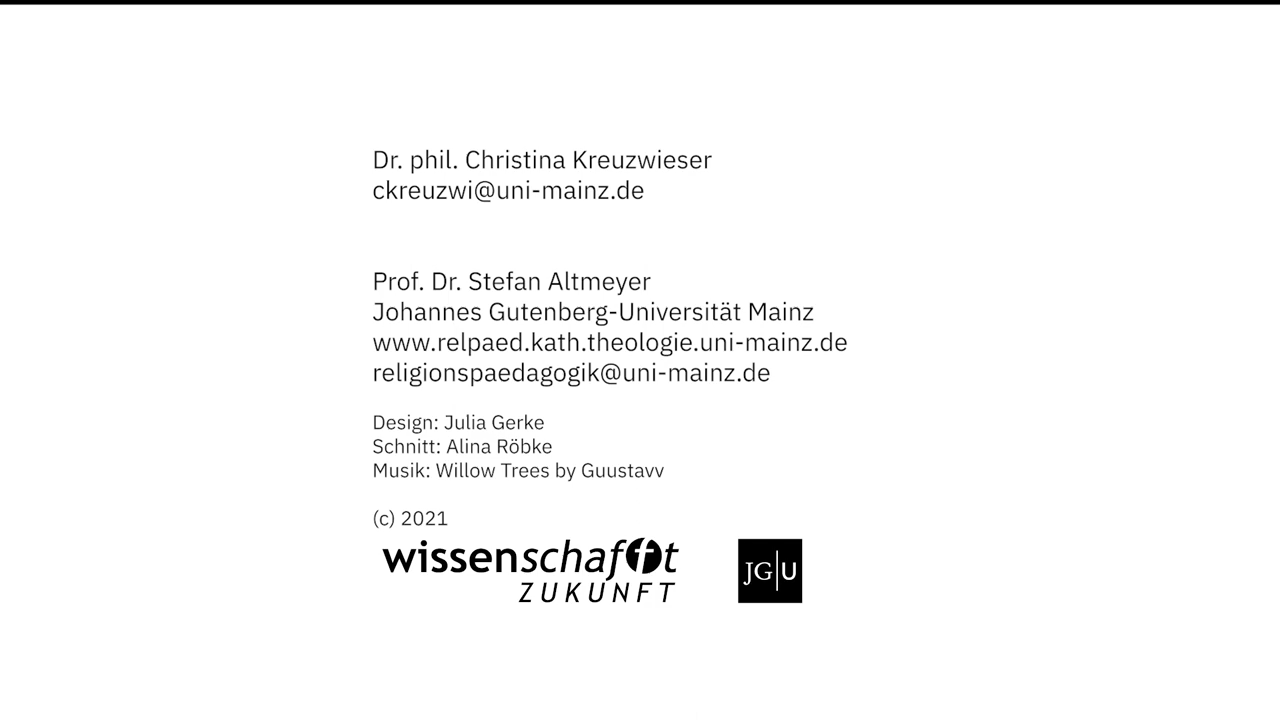 Dr. phil. Christina Kreuzwieser
ckreuzwi@uni-mainz.de
Prof. Dr. Stefan Altmeyer
Johannes Gutenberg-Universität Mainz
www.relpaed.kath.theologie.uni-mainz.de
religionspaedagogik@uni-mainz.de
Design: Julia Gerke
Schnitt: Alina Röbke
Musik: Willow Trees by Guustavv
(c) 2021
wissenschafft
ZUKUNFT
JG|U